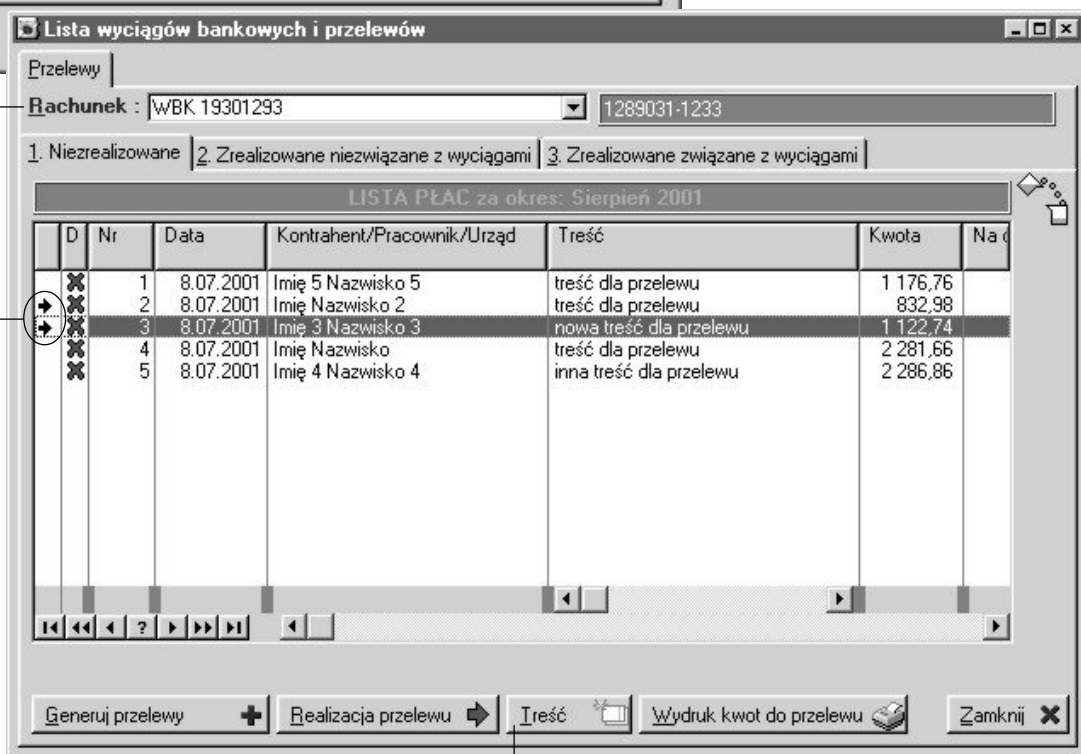 Lista wyciągów bankowych i przelewów
Przelewy
Rachunek : WBK 19301293 1289031-1233
1. Niezrealizowane 2. Zrealizowane niezwiązane z wyciągami 3. Zrealizowane związane z wyciągami
LISTA PŁAC za okres: Sierpień 2001
D Nr Data Kontrahent/Pracownik/Urząd Treść Kwota Na
1 8.07.2001 Imię 5 Nazwisko 5 treść dla przelewu 1 176,76
2 8.07.2001 Imię Nazwisko 2 treść dla przelewu 832,98
3 8.07.2001 Imię 3 Nazwisko 3 nowa treść dla przelewu 1 122,74
4 8.07.2001 Imię Nazwisko treść dla przelewu 2 281,66
5 8.07.2001 Imię 4 Nazwisko 4 inna treść dla przelewu 2 286,86
?
Generuj przelewy Realizacja przelewu Treść Wydruk kwot do przelewu Zamknij